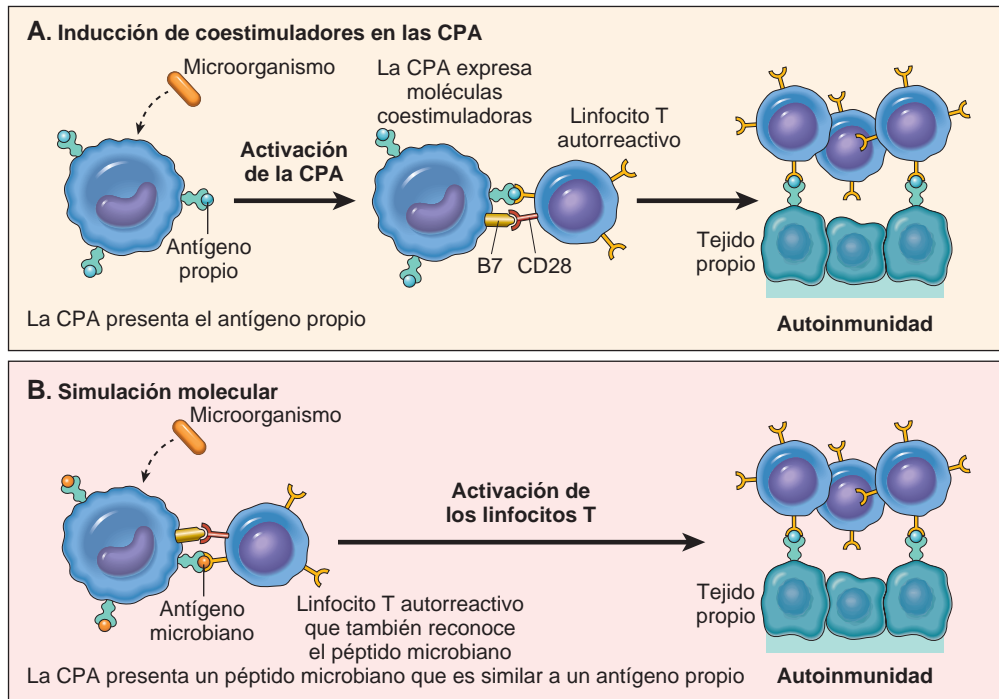 A. Inducción de coestimuladores en las CPA
Microorganismo
Activación
de la CPA
Antígeno
propio
La CPA expresa
moléculas
coestimuladoras
Linfocito T
autorreactivo
B7
CD28
Tejido
propio
La CPA presenta el antígeno propio
Autoinmunidad
B. Simulación molecular
Microorganismo
Activación de
los linfocitos T
Antígeno
microbiano
Linfocito T autorreactivo
que también reconoce
el péptido microbiano
Tejido
propio
La CPA presenta un péptido microbiano que es similar a un antígeno propio
Autoinmunidad